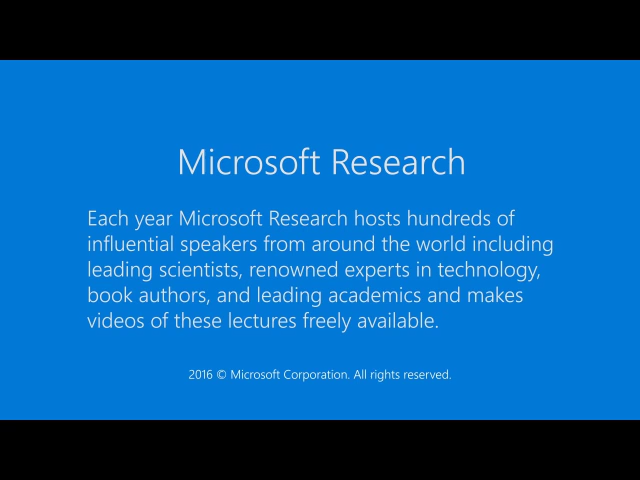 Microsoft Research
Each year Microsoft Research hosts hundreds of
influential speakers from around the world including
leading scientists, renowned experts in technology,
book authors, and leading academics and makes
videos of these lectures freely available.
2016 © Microsoft Corporation. All rights reserved.